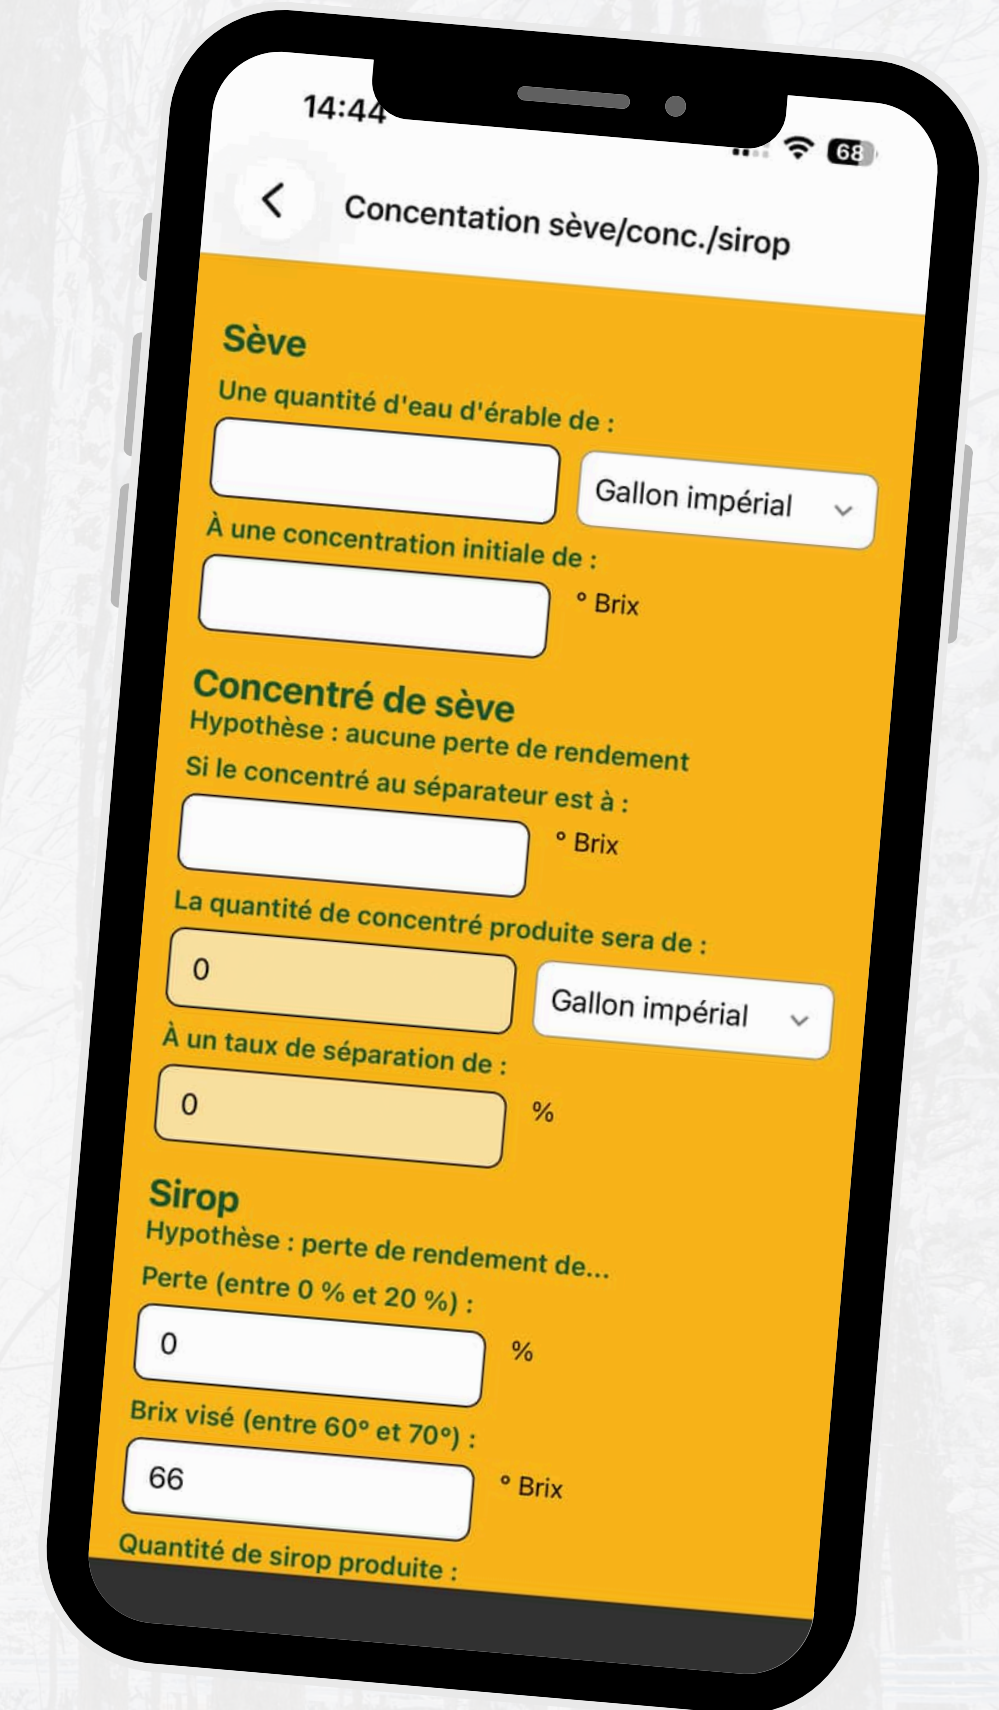 14:44
68
Concentation sève/conc./sirop
Sève
Une quantité d'eau d'érable de :
Gallon impérial
À une concentration initiale de :
° Brix
Concentré de sève
Hypothèse : aucune perte de rendement
Si le concentré au séparateur est à :
° Brix
La quantité de concentré produite sera de :
0
Gallon impérial
À un taux de séparation de :
0
%
Sirop
Hypothèse : perte de rendement de...
Perte (entre 0 % et 20 %) :
0
%
Brix visé (entre 60° et 70°) :
66
° Brix
Quantité de sirop produite :